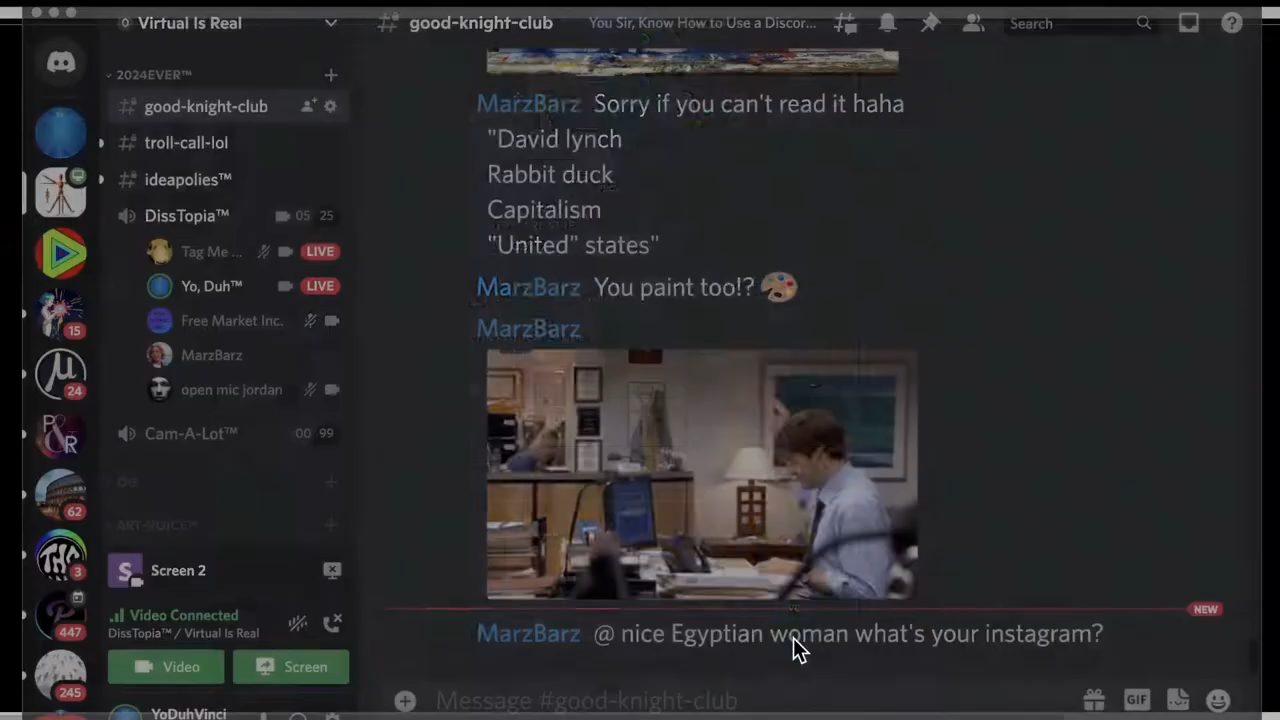 Virtual Is Real
good-knight-club
You Sir, Know How to Use a Discor...
Search
2024EVER™
good-knight-club
troll-call-lol
ideapolies™
DissTopia™ 05 25
Tag Me ... LIVE
Yo, Duh™ LIVE
Free Market Inc.
MarzBarz
open mic jordan
Cam-A-Lot™ 00 99
OG
ART-VOICE™
S Screen 2
Video Connected
DissTopia™ / Virtual Is Real
Video Screen
YoDuhVinci
15
μ
24
P&R
62
THC
3
447
245
MarzBarz Sorry if you can't read it haha
"David lynch
Rabbit duck
Capitalism
"United" states"
MarzBarz You paint too!?
MarzBarz
NEW
MarzBarz @ nice Egyptian woman what's your instagram?
Message #good-knight-club
GIF